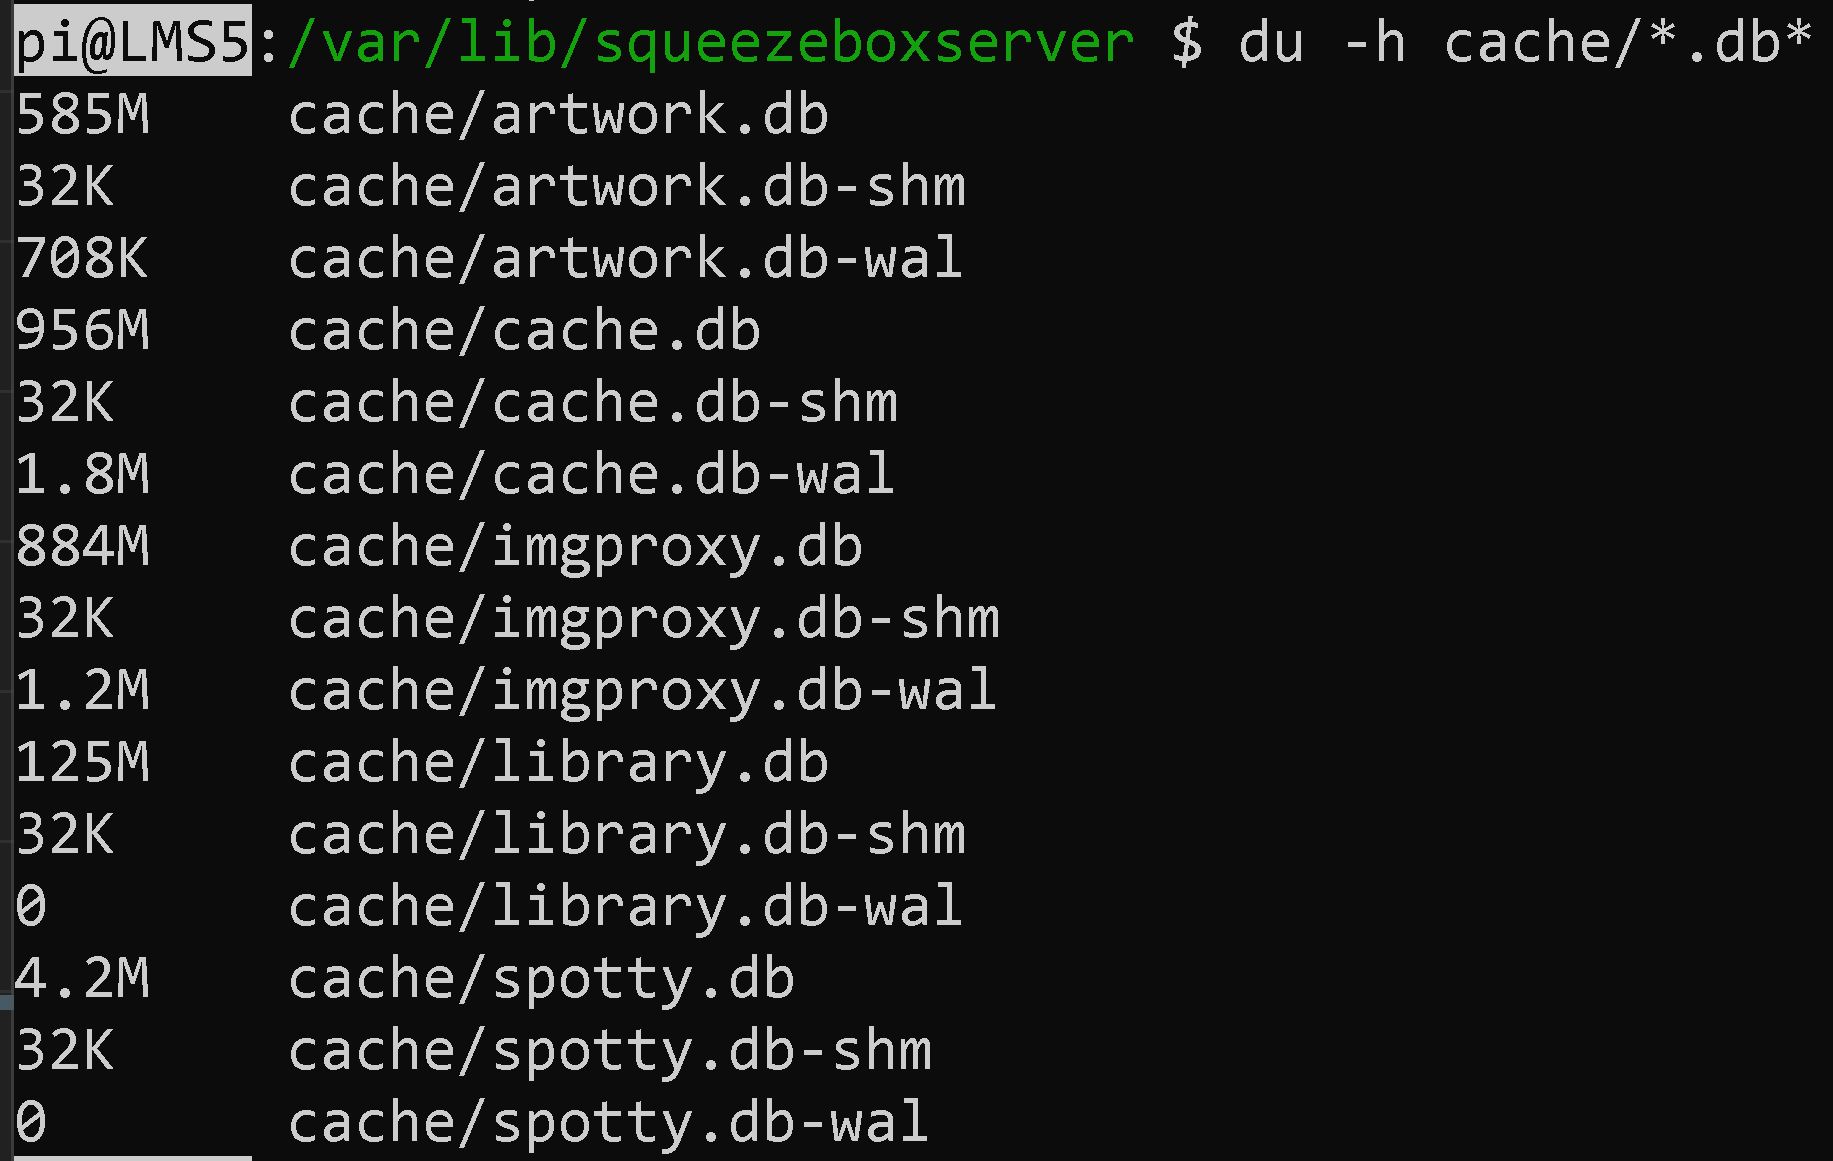 pi@LMS5:/var/lib/squeezeboxserver $ du -h cache/*.db*
585M    cache/artwork.db
32K     cache/artwork.db-shm
708K    cache/artwork.db-wal
956M    cache/cache.db
32K     cache/cache.db-shm
1.8M    cache/cache.db-wal
884M    cache/imgproxy.db
32K     cache/imgproxy.db-shm
1.2M    cache/imgproxy.db-wal
125M    cache/library.db
32K     cache/library.db-shm
0       cache/library.db-wal
4.2M    cache/spotty.db
32K     cache/spotty.db-shm
0       cache/spotty.db-wal